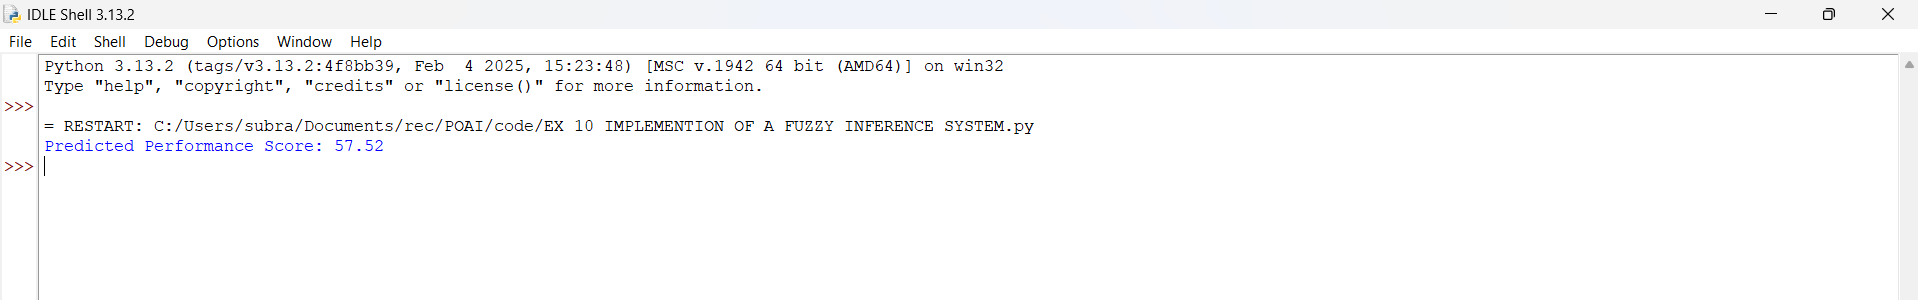 IDLE Shell 3.13.2
File Edit Shell Debug Options Window Help
Python 3.13.2 (tags/v3.13.2:4f8bb39, Feb  4 2025, 15:23:48) [MSC v.1942 64 bit (AMD64)] on win32
Type "help", "copyright", "credits" or "license()" for more information.
>>>
= RESTART: C:/Users/subra/Documents/rec/POAI/code/EX 10 IMPLEMENTION OF A FUZZY INFERENCE SYSTEM.py
Predicted Performance Score: 57.52
>>>